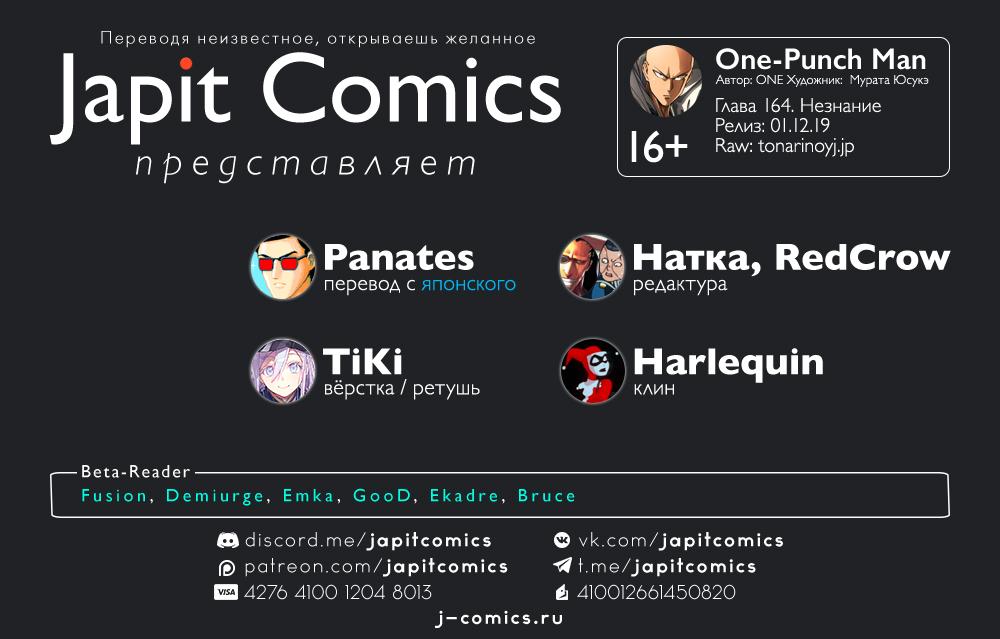 Переводя неизвестное, открываешь желанное
Japit Comics
представляет
One-Punch Man
Автор: ONE Художник: Мурата Юсукэ
Глава 164. Незнание
Релиз: 01.12.19
Raw: tonarinoyj.jp
16+
Panates
перевод с японского
Натка, RedCrow
редактура
TiKi
вёрстка / ретушь
Harlequin
клин
Beta-Reader
Fusion, Demiurge, Emka, GooD, Ekadre, Bruce
discord.me/japitcomics
vk.com/japitcomics
patreon.com/japitcomics
t.me/japitcomics
VISA 4276 4100 1204 8013
410012661450820
j-comics.ru